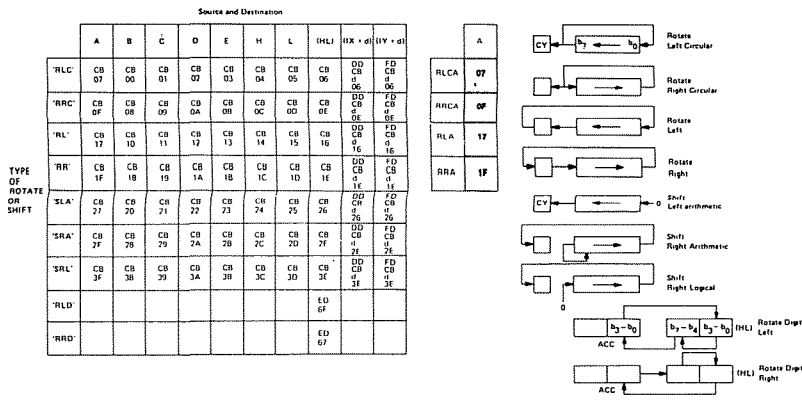 Source and Destination
A B C D E H L (HL) (IX + d) (IY + d)
'RLC' CB 07 CB 00 CB 01 CB 02 CB 03 CB 04 CB 05 CB 06 DD CB d 06 FD CB d 06
'RRC' CB 0F CB 08 CB 09 CB 0A CB 0B CB 0C CB 0D CB 0E DD CB d 0E FD CB d 0E
'RL' CB 17 CB 10 CB 11 CB 12 CB 13 CB 14 CB 15 CB 16 DD CB d 16 FD CB d 16
'RR' CB 1F CB 18 CB 19 CB 1A CB 1B CB 1C CB 1D CB 1E DD CB d 1E FD CB d 1E
'SLA' CB 27 CB 20 CB 21 CB 22 CB 23 CB 24 CB 25 CB 26 DD CB d 26 FD CB d 26
'SRA' CB 2F CB 28 CB 29 CB 2A CB 2B CB 2C CB 2D CB 2F DD CB d 2E FD CB d 2E
'SRL' CB 3F CB 38 CB 39 CB 3A CB 3B CB 3C CB 3D CB 3E DD CB d 3E FD CB d 3E
'RLD' ED 6F
'RRD' ED 67
TYPE
OF
ROTATE
OR
SHIFT
A
RLCA 07
RRCA 0F
RLA 17
RRA 1F
CY b7 b0 Rotate
Left Circular
Rotate
Right Circular
Rotate
Left
Rotate
Right
CY 0 Shift
Left arithmetic
Shift
Right Arithmetic
Shift
Right Logical
0
b3–b0 b7–b4 b3–b0 (HL) Rotate Digit
Left
ACC
(HL) Rotate Digit
Right
ACC